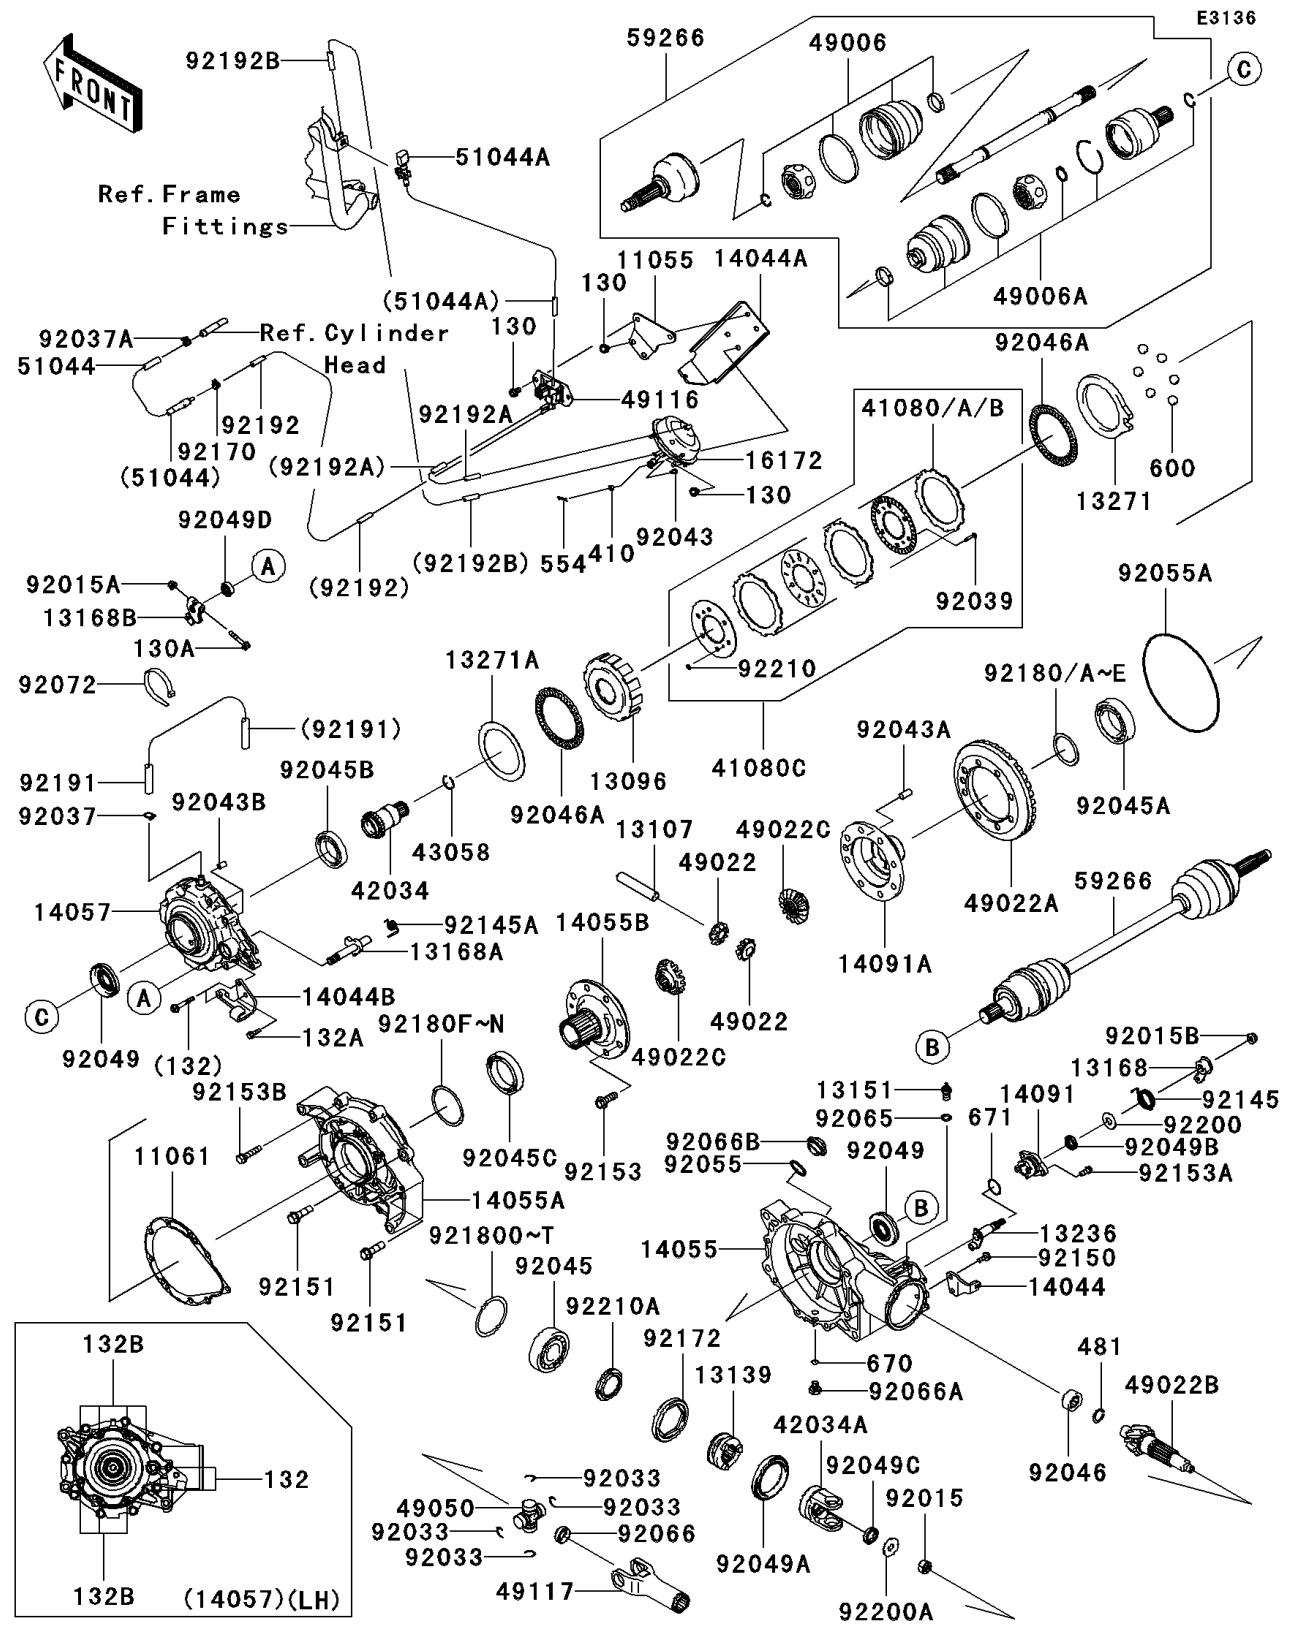 E3136
FRONT
92192B
59266
49006
C
51044A
Ref.Frame
Fittings
11055
14044A
130
(51044A)
130
49006A
92037A
51044
Ref.Cylinder
Head
92046A
92192
92170
(51044)
92192A
49116
41080/A/B
(92192A)
16172
600
130
13271
92049D
92043
410
554
(92192B)
(92192)
A
92015A
13168B
130A
92039
92055A
92210
13271A
92180/A~E
92072
(92191)
92043A
92191
92045B
13096
41080C
92045A
92037
92043B
92046A
13107
49022C
43058
49022
42034
59266
49022A
14057
92145A
14055B
13168A
14091A
A
C
14044B
92180F~N
49022
92049
(132)
132A
49022C
B
92015B
13168
92153B
13151
14091
92145
92065
671
92200
92066B
92049
92049B
11061
92045C
92153
92055
92153A
14055A
B
921800~T
14055
13236
92150
92151
92045
14044
92151
92210A
92172
132B
670
481
13139
92066A
49022B
42034A
132
92033
92049C
92046
49050
92033
92015
92033
92066
92033
92049A
49117
132B
(14057)(LH)
92200A